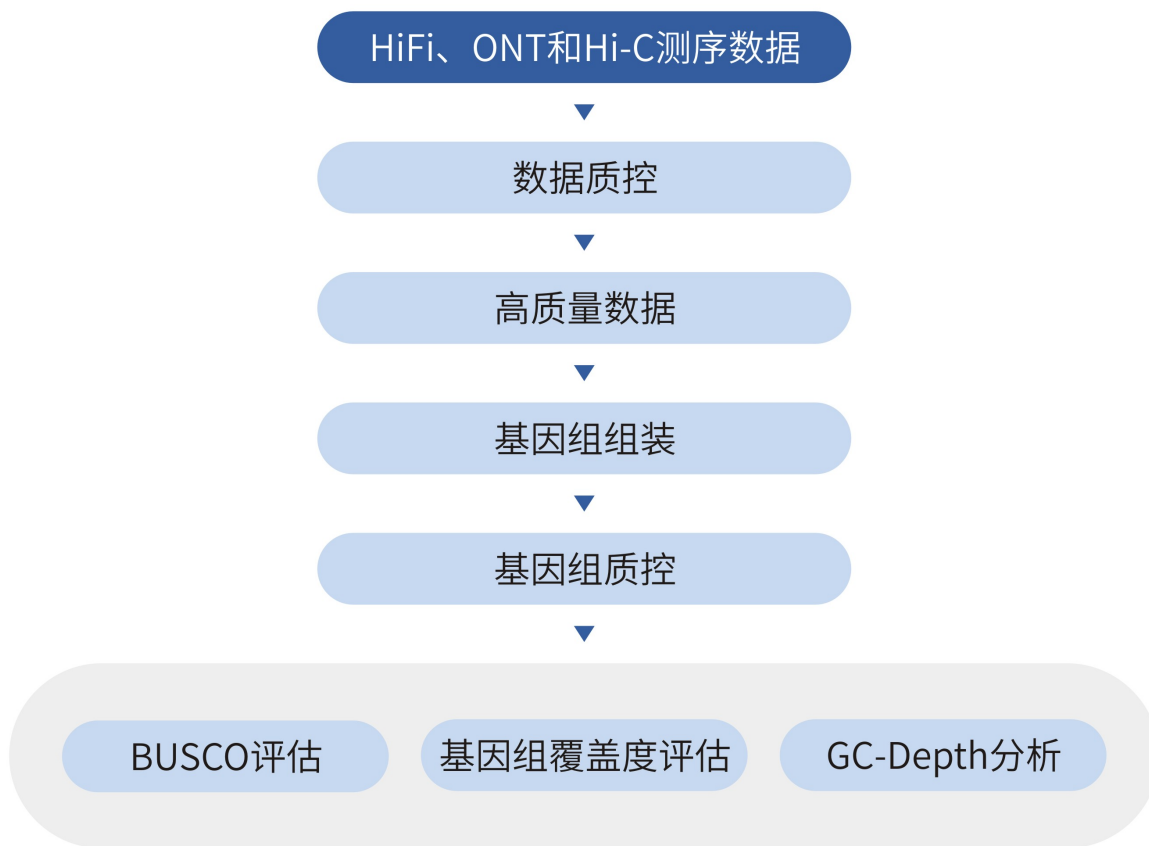 HiFi、ONT和Hi-C测序数据
数据质控
高质量数据
基因组组装
基因组质控
BUSCO评估
基因组覆盖度评估
GC-Depth分析